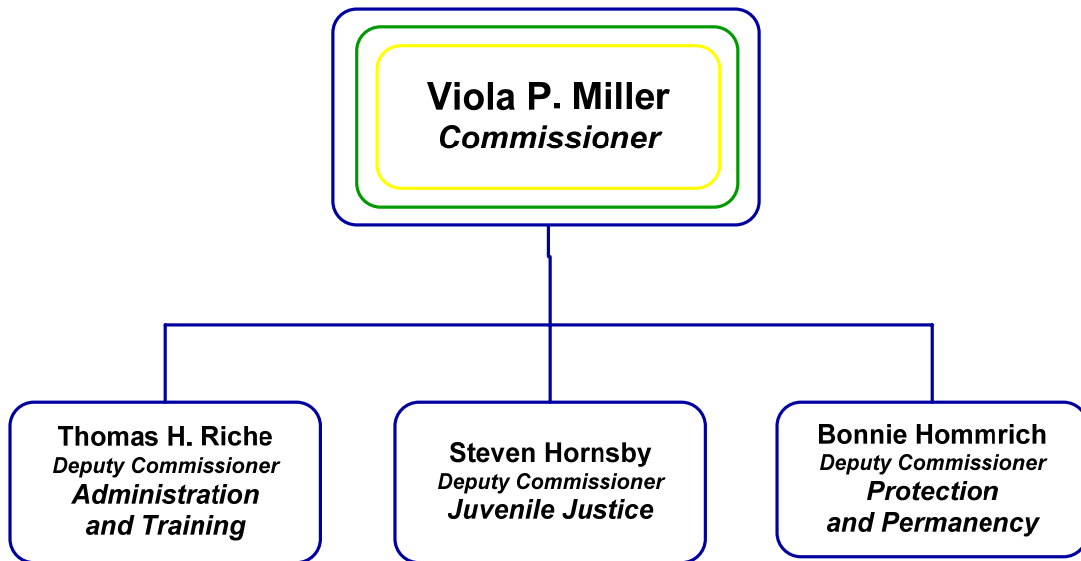 Viola P. Miller
Commissioner
Thomas H. Riche
Deputy Commissioner
Administration
and Training
Steven Hornsby
Deputy Commissioner
Juvenile Justice
Bonnie Hommrich
Deputy Commissioner
Protection
and Permanency